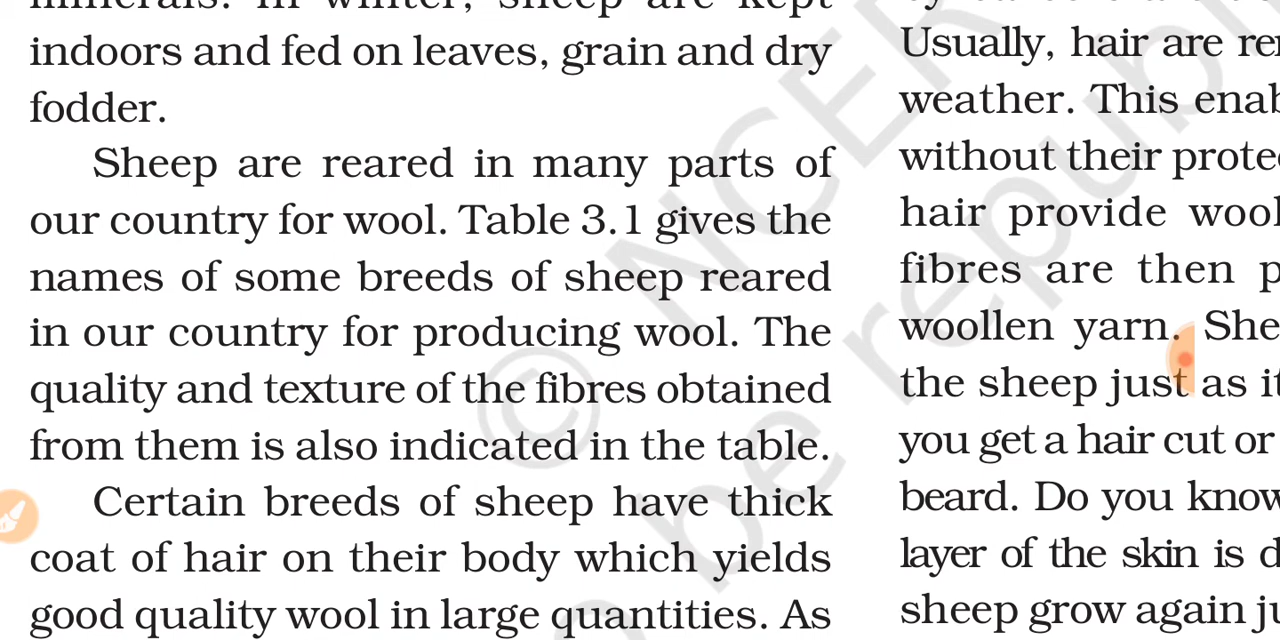 minerals. In winter, sheep are kept
indoors and fed on leaves, grain and dry
fodder.
Sheep are reared in many parts of
our country for wool. Table 3.1 gives the
names of some breeds of sheep reared
in our country for producing wool. The
quality and texture of the fibres obtained
from them is also indicated in the table.
Certain breeds of sheep have thick
coat of hair on their body which yields
good quality wool in large quantities. As
Usually, hair are
weather. This
without their
hair provide
fibres are then
woollen yarn.
the sheep just as
you get a hair cut or
beard. Do you know
layer of the skin is
sheep grow again
© NCER
be republ